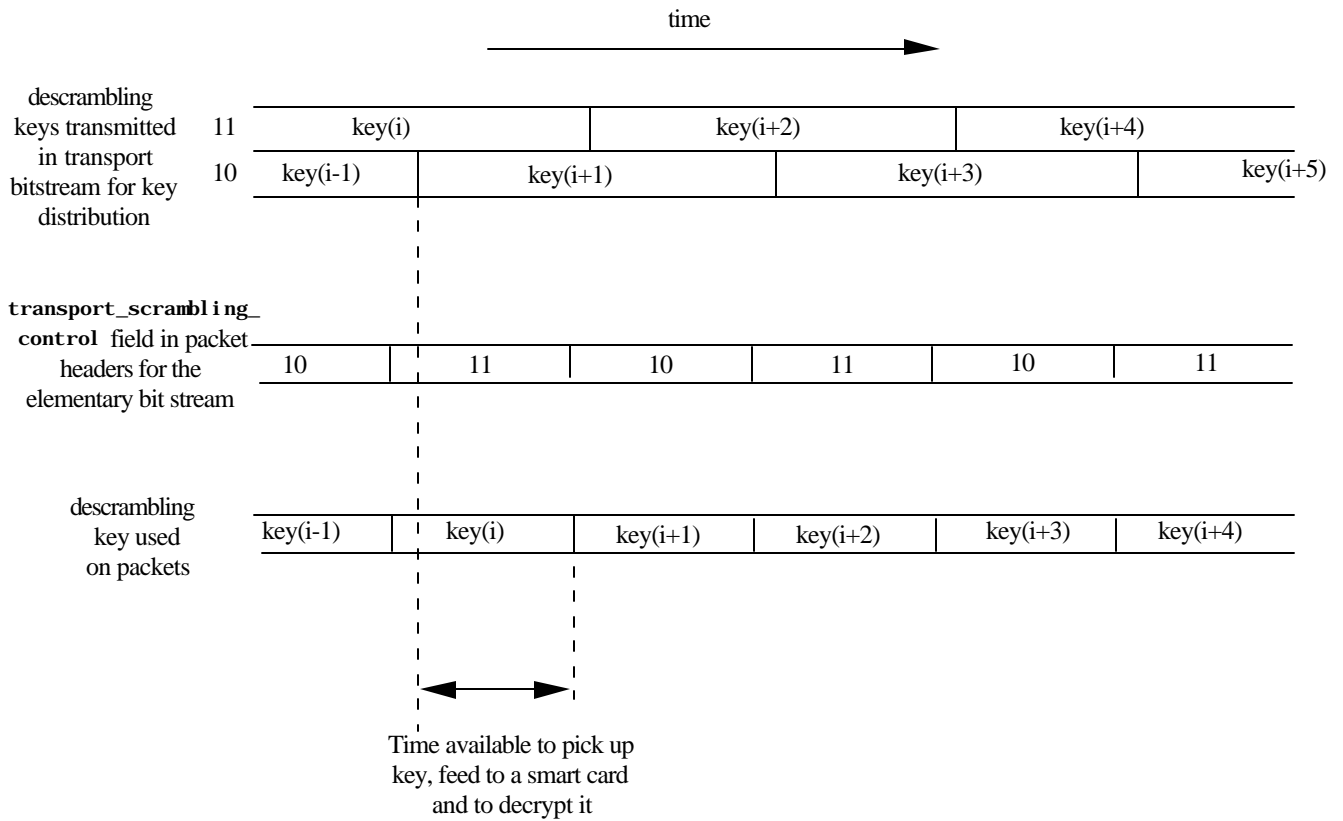 time
descrambling
keys transmitted
in transport
bitstream for key
distribution
11 key(i) key(i+2) key(i+4)
10 key(i-1) key(i+1) key(i+3) key(i+5)
transport_scrambling_
control field in packet
headers for the
elementary bit stream
10 11 10 11 10 11
descrambling
key used
on packets
key(i-1) key(i) key(i+1) key(i+2) key(i+3) key(i+4)
Time available to pick up
key, feed to a smart card
and to decrypt it